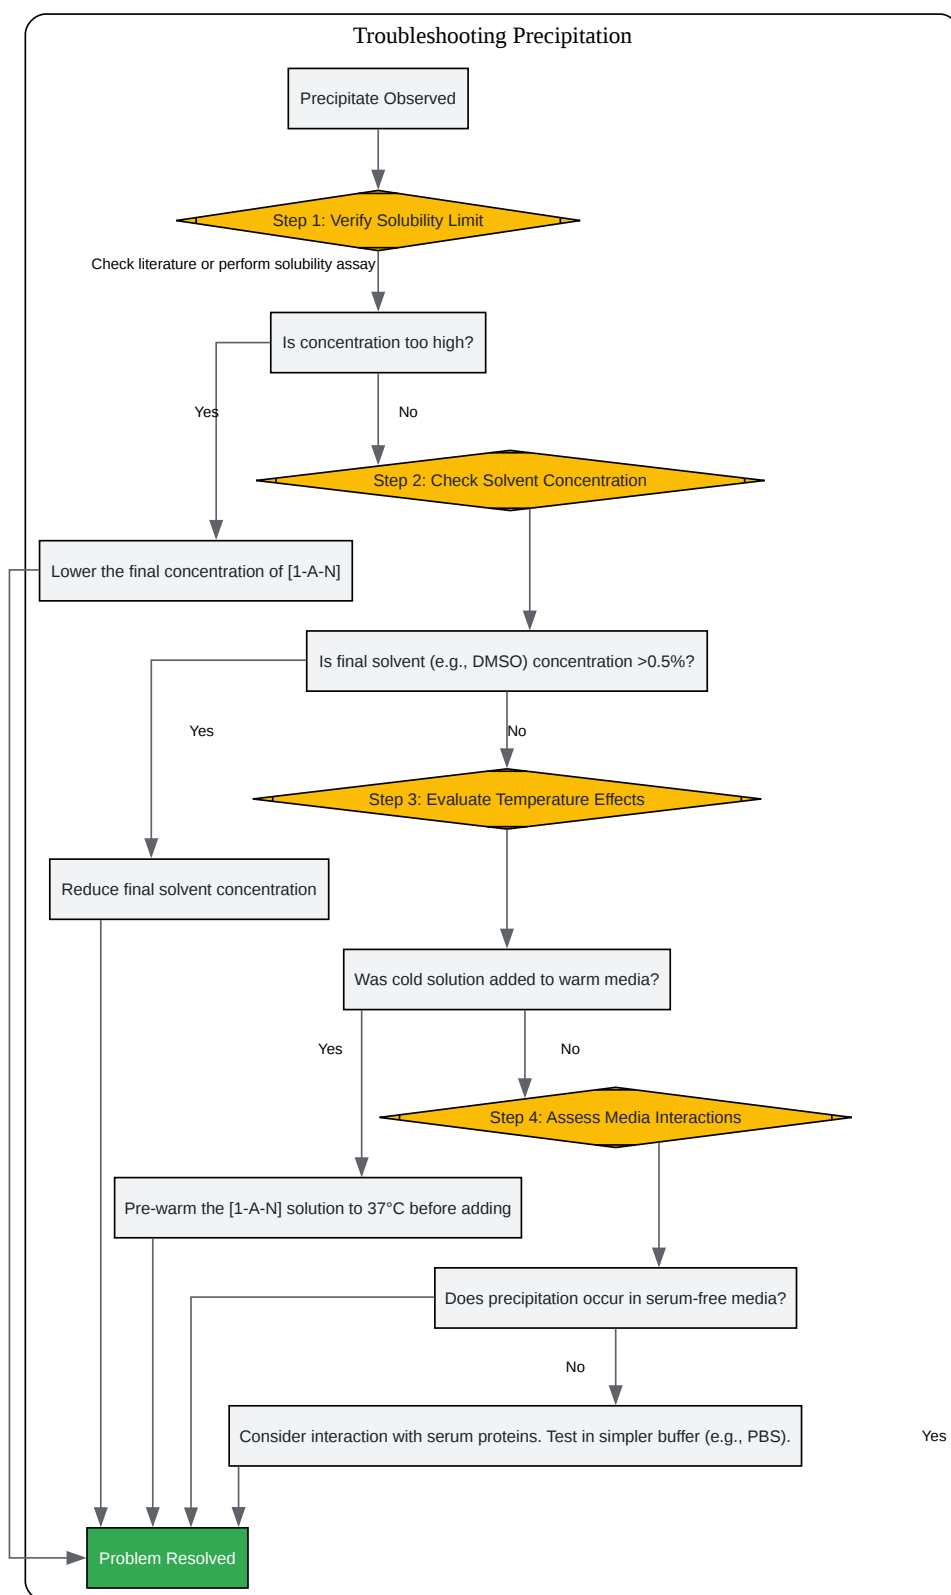 Troubleshooting Precipitation
Precipitate Observed
Step 1: Verify Solubility Limit
Check literature or perform solubility assay
Is concentration too high?
Yes
No
Step 2: Check Solvent Concentration
Lower the final concentration of [1-A-N]
Is final solvent (e.g., DMSO) concentration >0.5%?
Yes
No
Step 3: Evaluate Temperature Effects
Reduce final solvent concentration
Was cold solution added to warm media?
Yes
No
Step 4: Assess Media Interactions
Pre-warm the [1-A-N] solution to 37°C before adding
Does precipitation occur in serum-free media?
No
Consider interaction with serum proteins. Test in simpler buffer (e.g., PBS).
Yes
Problem Resolved